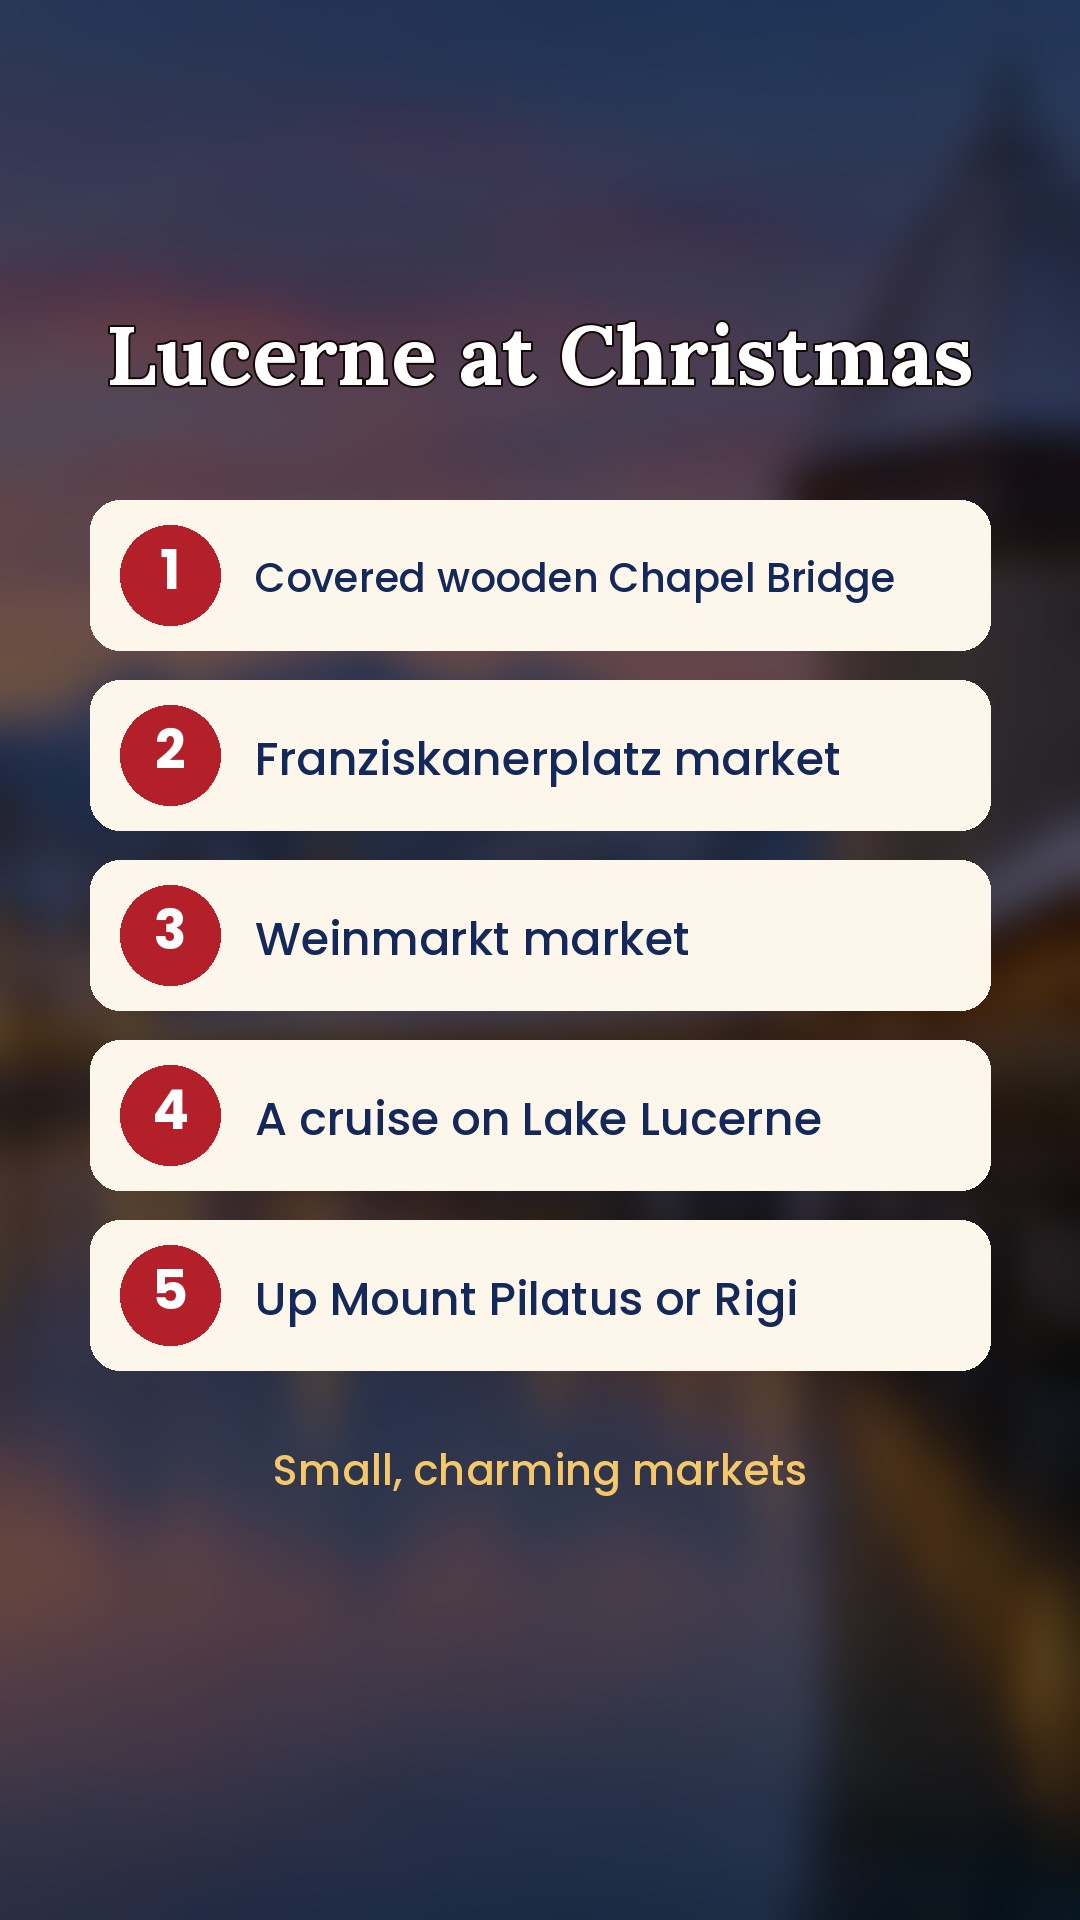 Lucerne at Christmas
1 Covered wooden Chapel Bridge
2 Franziskanerplatz market
3 Weinmarkt market
4 A cruise on Lake Lucerne
5 Up Mount Pilatus or Rigi
Small, charming markets